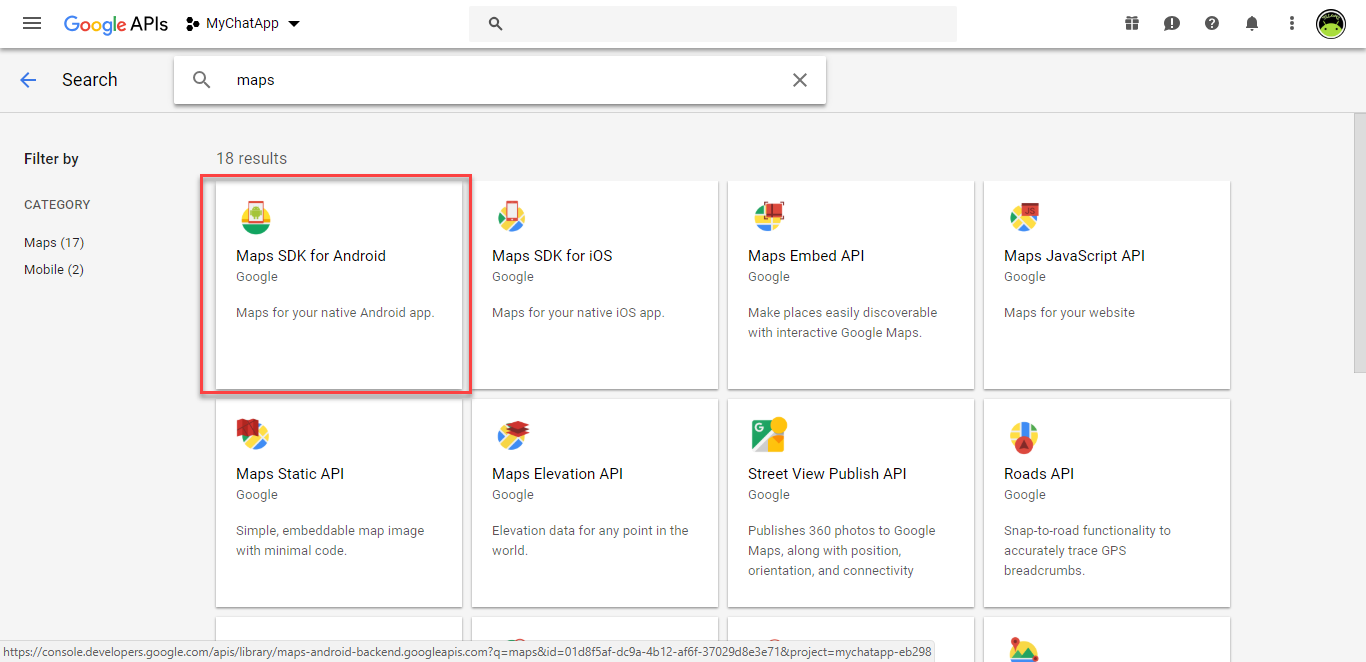 Google APIs MyChatApp
Search maps
Filter by
18 results
CATEGORY
Maps (17)
Mobile (2)
Maps SDK for Android
Google
Maps for your native Android app.
Maps SDK for iOS
Google
Maps for your native iOS app.
Maps Embed API
Google
Make places easily discoverable
with interactive Google Maps.
JS
Maps JavaScript API
Google
Maps for your website
Maps Static API
Google
Simple, embeddable map image
with minimal code.
Maps Elevation API
Google
Elevation data for any point in the
world.
G
Street View Publish API
Google
Publishes 360 photos to Google
Maps, along with position,
orientation, and connectivity
Roads API
Google
Snap-to-road functionality to
accurately trace GPS
breadcrumbs.
https://console.developers.google.com/apis/library/maps-android-backend.googleapis.com?q=maps&id=01d8f5af-dc9a-4b12-af6f-37029d8e3e71&project=mychatapp-eb298